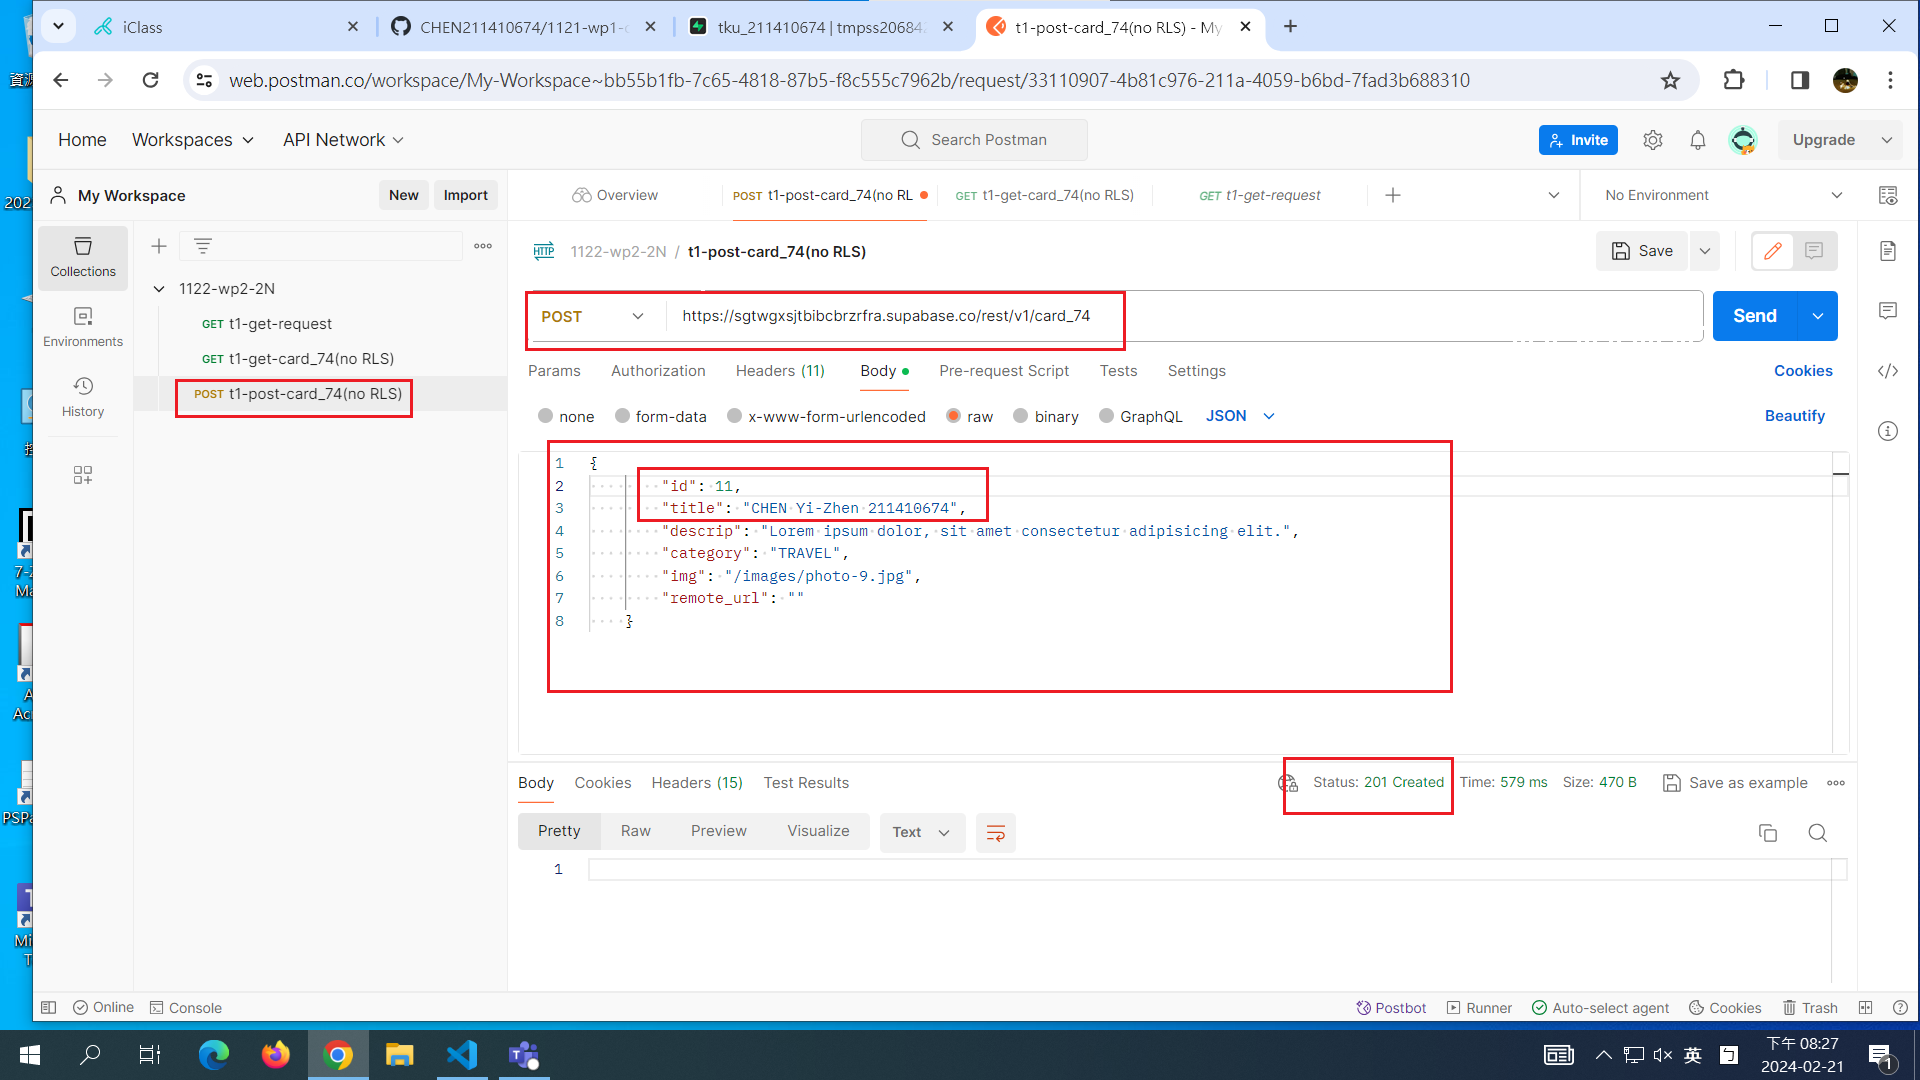 iClass
CHEN211410674/1121-wp1-
tku_211410674 | tmpss20684
t1-post-card_74(no RLS) - My
web.postman.co/workspace/My-Workspace~bb55b1fb-7c65-4818-87b5-f8c555c7962b/request/33110907-4b81c976-211a-4059-b6bd-7fad3b688310
Home
Workspaces
API Network
Search Postman
Invite
Upgrade
My Workspace
New
Import
Overview
POST t1-post-card_74(no RL
GET t1-get-card_74(no RLS)
GET t1-get-request
No Environment
Collections
Environments
History
1122-wp2-2N
GET t1-get-request
GET t1-get-card_74(no RLS)
POST t1-post-card_74(no RLS)
HTTP 1122-wp2-2N / t1-post-card_74(no RLS)
Save
POST https://sgtwgxsjtbibcbrzrfra.supabase.co/rest/v1/card_74
Send
Params Authorization Headers (11) Body Pre-request Script Tests Settings Cookies
none form-data x-www-form-urlencoded raw binary GraphQL JSON Beautify
1 {
2 "id": 11,
3 "title": "CHEN Yi-Zhen 211410674",
4 "descrip": "Lorem ipsum dolor, sit amet consectetur adipisicing elit.",
5 "category": "TRAVEL",
6 "img": "/images/photo-9.jpg",
7 "remote_url": ""
8 }
Body Cookies Headers (15) Test Results
Status: 201 Created Time: 579 ms Size: 470 B Save as example
Pretty Raw Preview Visualize Text
1
Online Console
Postbot Runner Auto-select agent Cookies Trash
英
下午 08:27
2024-02-21
1